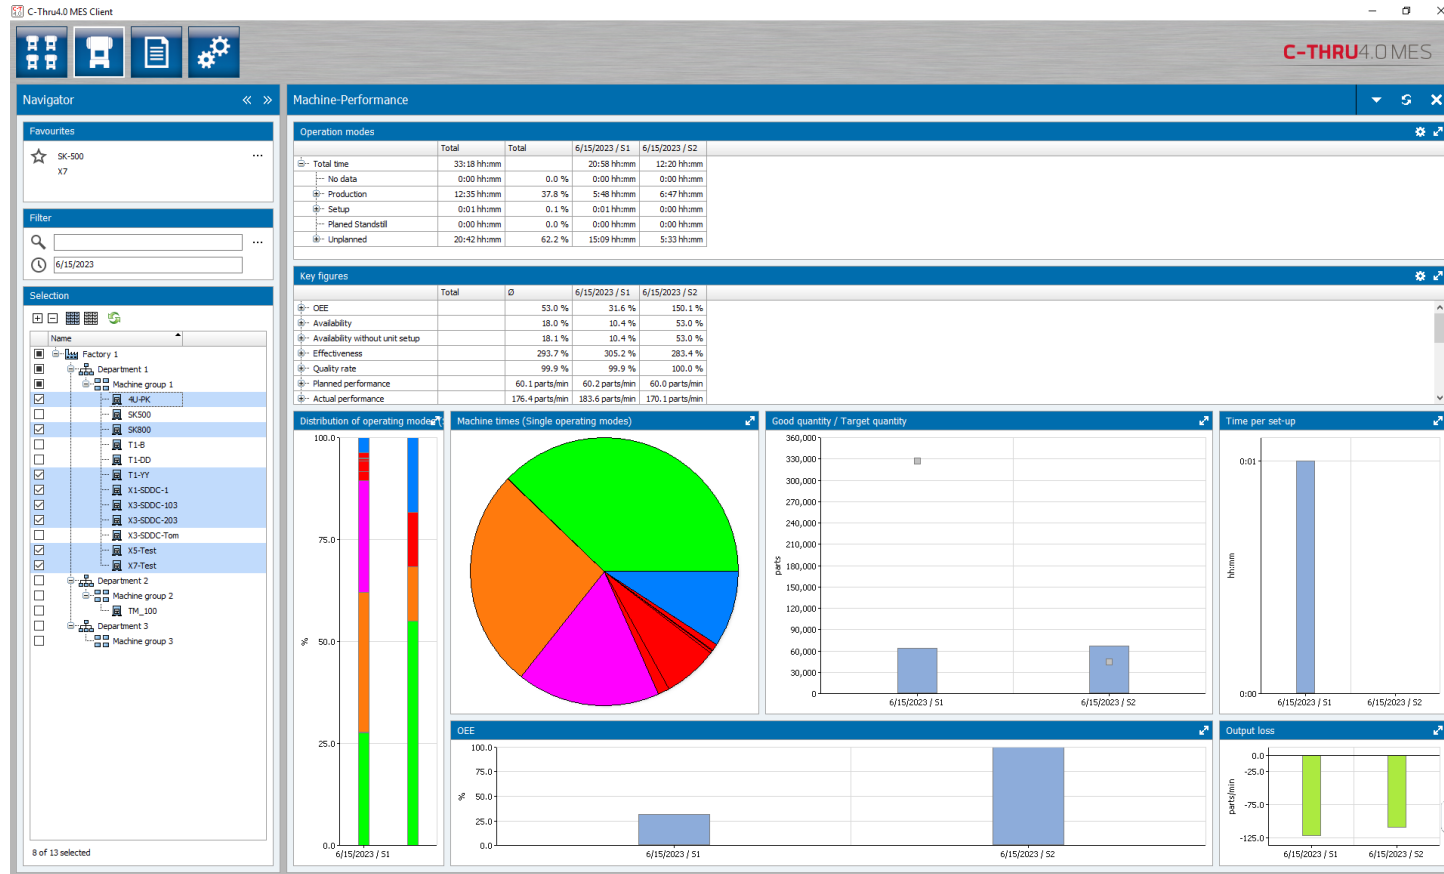 C-Thru4.0 MES Client
C-THRU4.0 MES
Navigator
Favourites
SK-500
X7
Filter
6/15/2023
Selection
Name
Factory 1
Department 1
Machine group 1
4U-PK
SK500
SK800
T1-B
T1-DD
T1-YY
X1-SDDC-1
X3-SDDC-103
X3-SDDC-203
X3-SDDC-Tom
X5-Test
X7-Test
Department 2
Machine group 2
TM_100
Department 3
Machine group 3
8 of 13 selected
Machine-Performance
Operation modes
Total Total 6/15/2023 / S1 6/15/2023 / S2
Total time 33:18 hh:mm 20:58 hh:mm 12:20 hh:mm
No data 0:00 hh:mm 0.0 % 0:00 hh:mm 0:00 hh:mm
Production 12:35 hh:mm 37.8 % 5:48 hh:mm 6:47 hh:mm
Setup 0:01 hh:mm 0.1 % 0:01 hh:mm 0:00 hh:mm
Planed Standstill 0:00 hh:mm 0.0 % 0:00 hh:mm 0:00 hh:mm
Unplanned 20:42 hh:mm 62.2 % 15:09 hh:mm 5:33 hh:mm
Key figures
Total Ø 6/15/2023 / S1 6/15/2023 / S2
OEE 53.0 % 31.6 % 150.1 %
Availability 18.0 % 10.4 % 53.0 %
Availability without unit setup 18.1 % 10.4 % 53.0 %
Effectiveness 293.7 % 305.2 % 283.4 %
Quality rate 99.9 % 99.9 % 100.0 %
Planned performance 60.1 parts/min 60.2 parts/min 60.0 parts/min
Actual performance 176.4 parts/min 183.6 parts/min 170.1 parts/min
Distribution of operating modes (
100.0
75.0
% 50.0
25.0
0.0
6/15/2023 / S1
Machine times (Single operating modes)
Good quantity / Target quantity
360,000
330,000
300,000
270,000
240,000
210,000
parts 180,000
150,000
120,000
90,000
60,000
30,000
0
6/15/2023 / S1 6/15/2023 / S2
Time per set-up
0:01
hh:mm
0:00
6/15/2023 / S1 6/15/2023 / S2
OEE
100.0
75.0
% 50.0
25.0
0.0
6/15/2023 / S1 6/15/2023 / S2
Output loss
0.0
-25.0
parts/min -75.0
-125.0
6/15/2023 / S1 6/15/2023 / S2